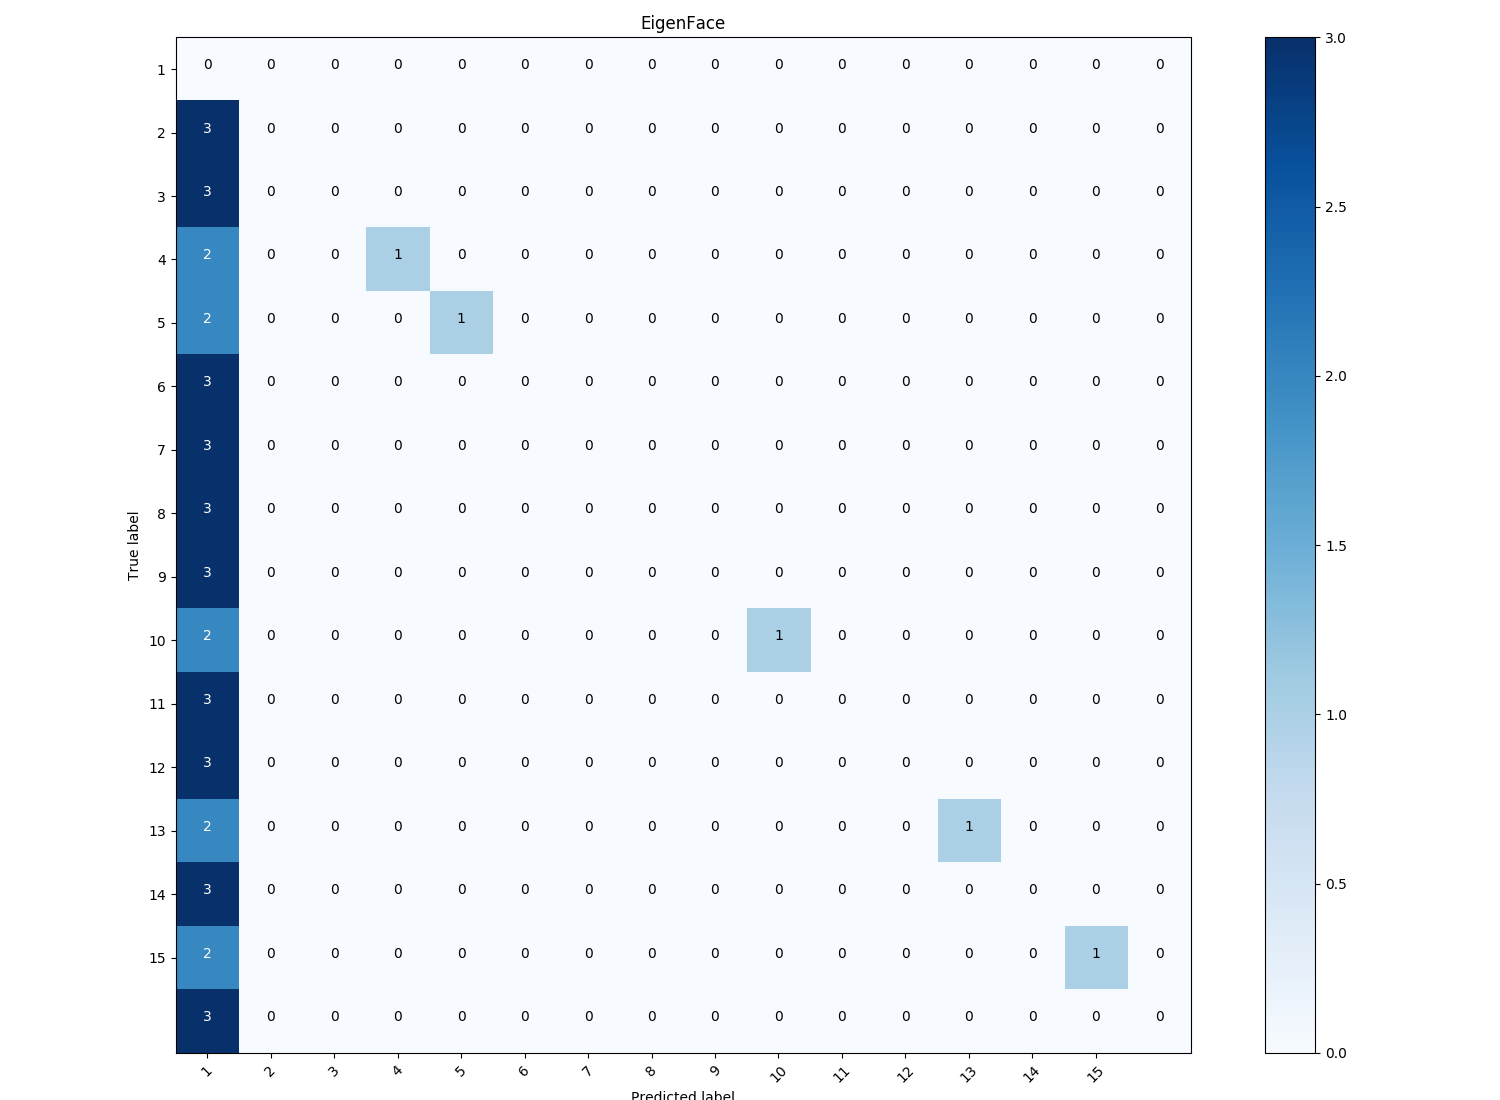 EigenFace
1 0 0 0 0 0 0 0 0 0 0 0 0 0 0 0 0
2 3 0 0 0 0 0 0 0 0 0 0 0 0 0 0 0
3 3 0 0 0 0 0 0 0 0 0 0 0 0 0 0 0
4 2 0 0 1 0 0 0 0 0 0 0 0 0 0 0 0
5 2 0 0 0 1 0 0 0 0 0 0 0 0 0 0 0
6 3 0 0 0 0 0 0 0 0 0 0 0 0 0 0 0
7 3 0 0 0 0 0 0 0 0 0 0 0 0 0 0 0
8 3 0 0 0 0 0 0 0 0 0 0 0 0 0 0 0
9 3 0 0 0 0 0 0 0 0 0 0 0 0 0 0 0
10 2 0 0 0 0 0 0 0 0 1 0 0 0 0 0 0
11 3 0 0 0 0 0 0 0 0 0 0 0 0 0 0 0
12 3 0 0 0 0 0 0 0 0 0 0 0 0 0 0 0
13 2 0 0 0 0 0 0 0 0 0 0 0 1 0 0 0
14 3 0 0 0 0 0 0 0 0 0 0 0 0 0 0 0
15 2 0 0 0 0 0 0 0 0 0 0 0 0 0 1 0
3 0 0 0 0 0 0 0 0 0 0 0 0 0 0 0
1 2 3 4 5 6 7 8 9 10 11 12 13 14 15
True label
Predicted label
3.0
2.5
2.0
1.5
1.0
0.5
0.0